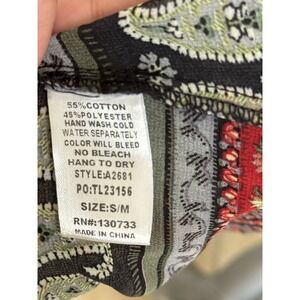 55%COTTON
45%POLYESTER
HAND WASH COLD
WATER SEPARATELY
COLOR WILL BLEED
NO BLEACH
HANG TO DRY
STYLE:A2681
PO:TL23156
SIZE:S/M
RN#:130733
MADE IN CHINA